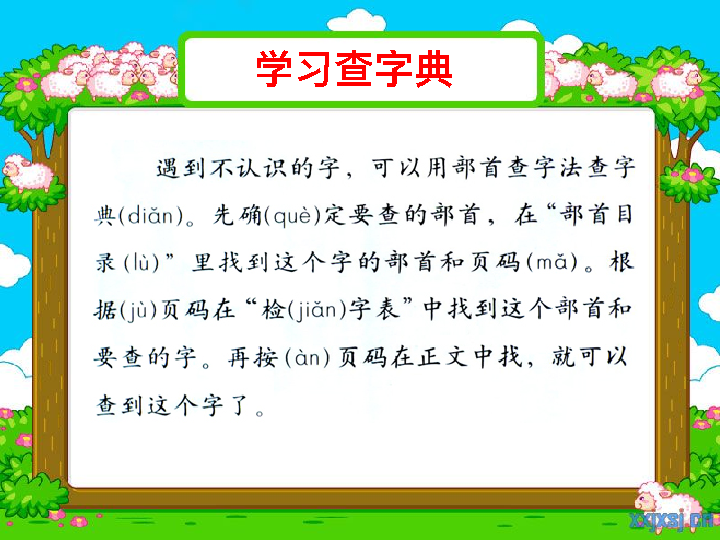 学习查字典
遇到不认识的字，可以用部首查字法查字
典(diǎn)。先确(què)定要查的部首，在“部首目
录(lù)”里找到这个字的部首和页码(mǎ)。根
据(jù)页码在“检(jiǎn)字表”中找到这个部首和
要查的字。再按(àn)页码在正文中找，就可以
查到这个字了。
xxjxsj.cn